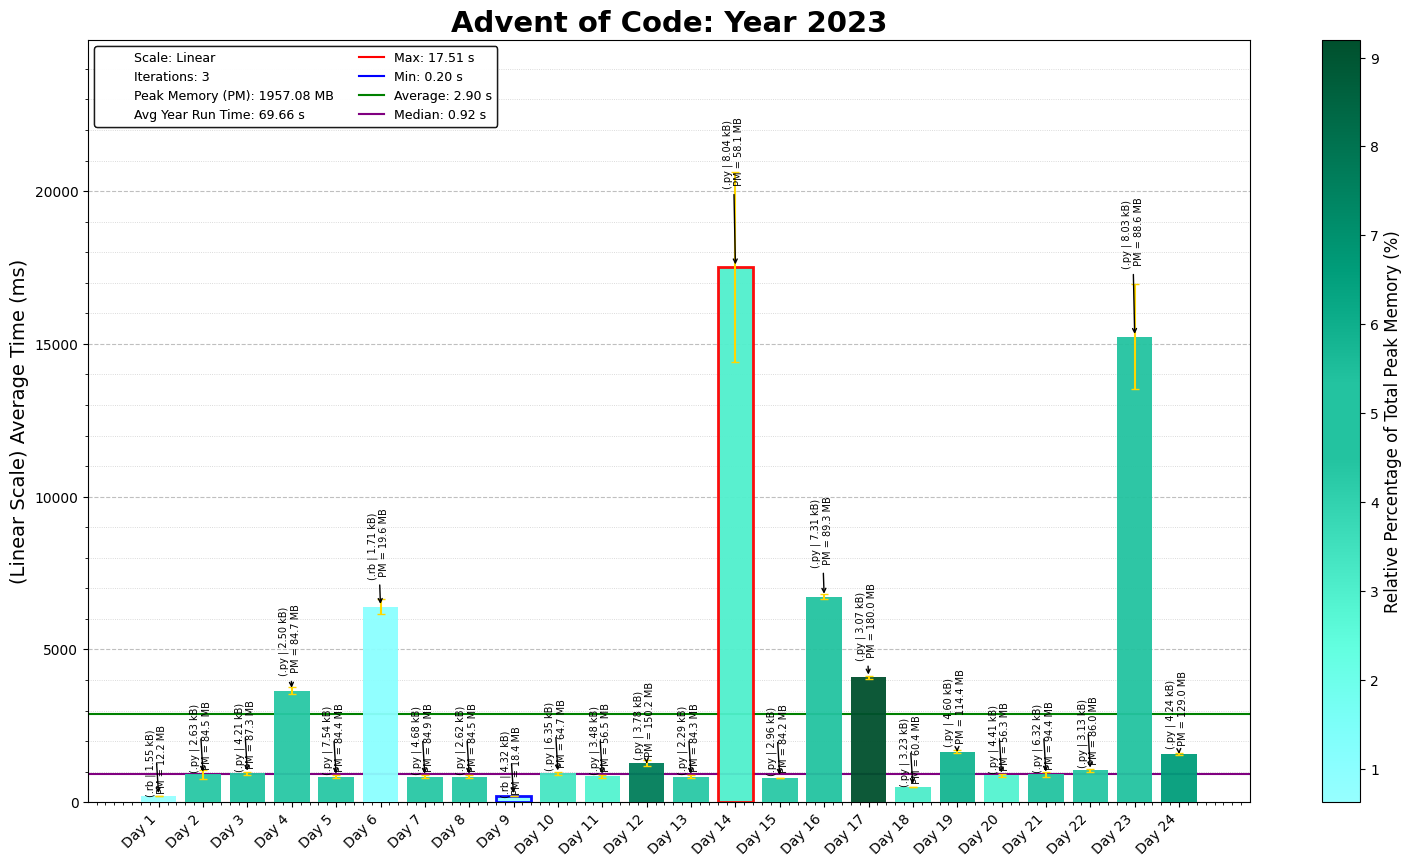 Advent of Code: Year 2023
Scale: Linear
Iterations: 3
Peak Memory (PM): 1957.08 MB
Avg Year Run Time: 69.66 s
Max: 17.51 s
Min: 0.20 s
Average: 2.90 s
Median: 0.92 s
(Linear Scale) Average Time (ms)
20000
15000
10000
5000
0
(.rb | 1.55 kB)
PM = 12.2 MB
(.py | 2.63 kB)
PM = 84.5 MB
(.py | 4.21 kB)
PM = 87.3 MB
(.py | 2.50 kB)
PM = 84.7 MB
(.py | 7.54 kB)
PM = 84.4 MB
(.rb | 1.71 kB)
PM = 19.6 MB
(.py | 4.68 kB)
PM = 84.9 MB
(.py | 2.62 kB)
PM = 84.5 MB
(.rb | 4.32 kB)
PM = 18.4 MB
(.py | 6.35 kB)
PM = 64.7 MB
(.py | 3.48 kB)
PM = 56.5 MB
(.py | 3.78 kB)
PM = 150.2 MB
(.py | 2.29 kB)
PM = 84.3 MB
(.py | 8.04 kB)
PM = 58.1 MB
(.py | 2.96 kB)
PM = 84.2 MB
(.py | 7.31 kB)
PM = 89.3 MB
(.py | 3.07 kB)
PM = 180.0 MB
(.py | 3.23 kB)
PM = 60.4 MB
(.py | 4.60 kB)
PM = 114.4 MB
(.py | 4.41 kB)
PM = 56.3 MB
(.py | 6.32 kB)
PM = 94.4 MB
(.py | 3.13 kB)
PM = 86.0 MB
(.py | 8.03 kB)
PM = 88.6 MB
(.py | 4.24 kB)
PM = 129.0 MB
Day 1
Day 2
Day 3
Day 4
Day 5
Day 6
Day 7
Day 8
Day 9
Day 10
Day 11
Day 12
Day 13
Day 14
Day 15
Day 16
Day 17
Day 18
Day 19
Day 20
Day 21
Day 22
Day 23
Day 24
9
8
7
6
5
4
3
2
1
Relative Percentage of Total Peak Memory (%)